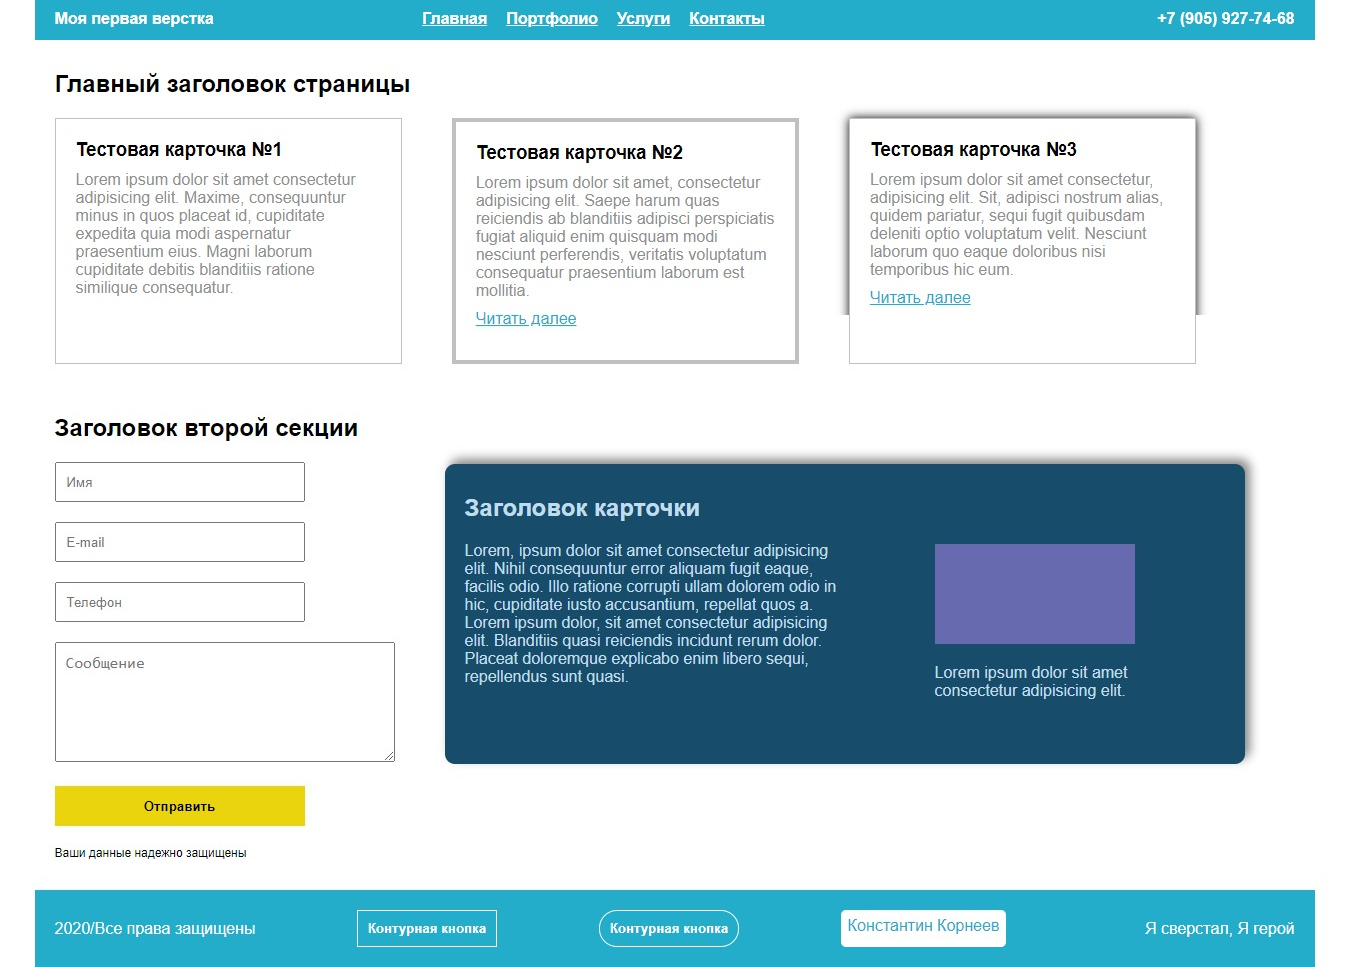 Моя первая верстка
Главная Портфолио Услуги Контакты
+7 (905) 927-74-68
Главный заголовок страницы
Тестовая карточка №1
Lorem ipsum dolor sit amet consectetur
adipisicing elit. Maxime, consequuntur
minus in quos placeat id, cupiditate
expedita quia modi aspernatur
praesentium eius. Magni laborum
cupiditate debitis blanditiis ratione
similique consequatur.
Тестовая карточка №2
Lorem ipsum dolor sit amet, consectetur
adipisicing elit. Saepe harum quas
reiciendis ab blanditiis adipisci perspiciatis
fugiat aliquid enim quisquam modi
nesciunt perferendis, veritatis voluptatum
consequatur praesentium laborum est
mollitia.
Читать далее
Тестовая карточка №3
Lorem ipsum dolor sit amet consectetur,
adipisicing elit. Sit, adipisci nostrum alias,
quidem pariatur, sequi fugit quibusdam
deleniti optio voluptatum velit. Nesciunt
laborum quo eaque doloribus nisi
temporibus hic eum.
Читать далее
Заголовок второй секции
Имя
E-mail
Телефон
Сообщение
Отправить
Ваши данные надежно защищены
Заголовок карточки
Lorem, ipsum dolor sit amet consectetur adipisicing
elit. Nihil consequuntur error aliquam fugit eaque,
facilis odio. Illo ratione corrupti ullam dolorem odio in
hic, cupiditate iusto accusantium, repellat quos a.
Lorem ipsum dolor, sit amet consectetur adipisicing
elit. Blanditiis quasi reiciendis incidunt rerum dolor.
Placeat doloremque explicabo enim libero sequi,
repellendus sunt quasi.
Lorem ipsum dolor sit amet
consectetur adipisicing elit.
2020/Все права защищены
Контурная кнопка
Контурная кнопка
Константин Корнеев
Я сверстал, Я герой